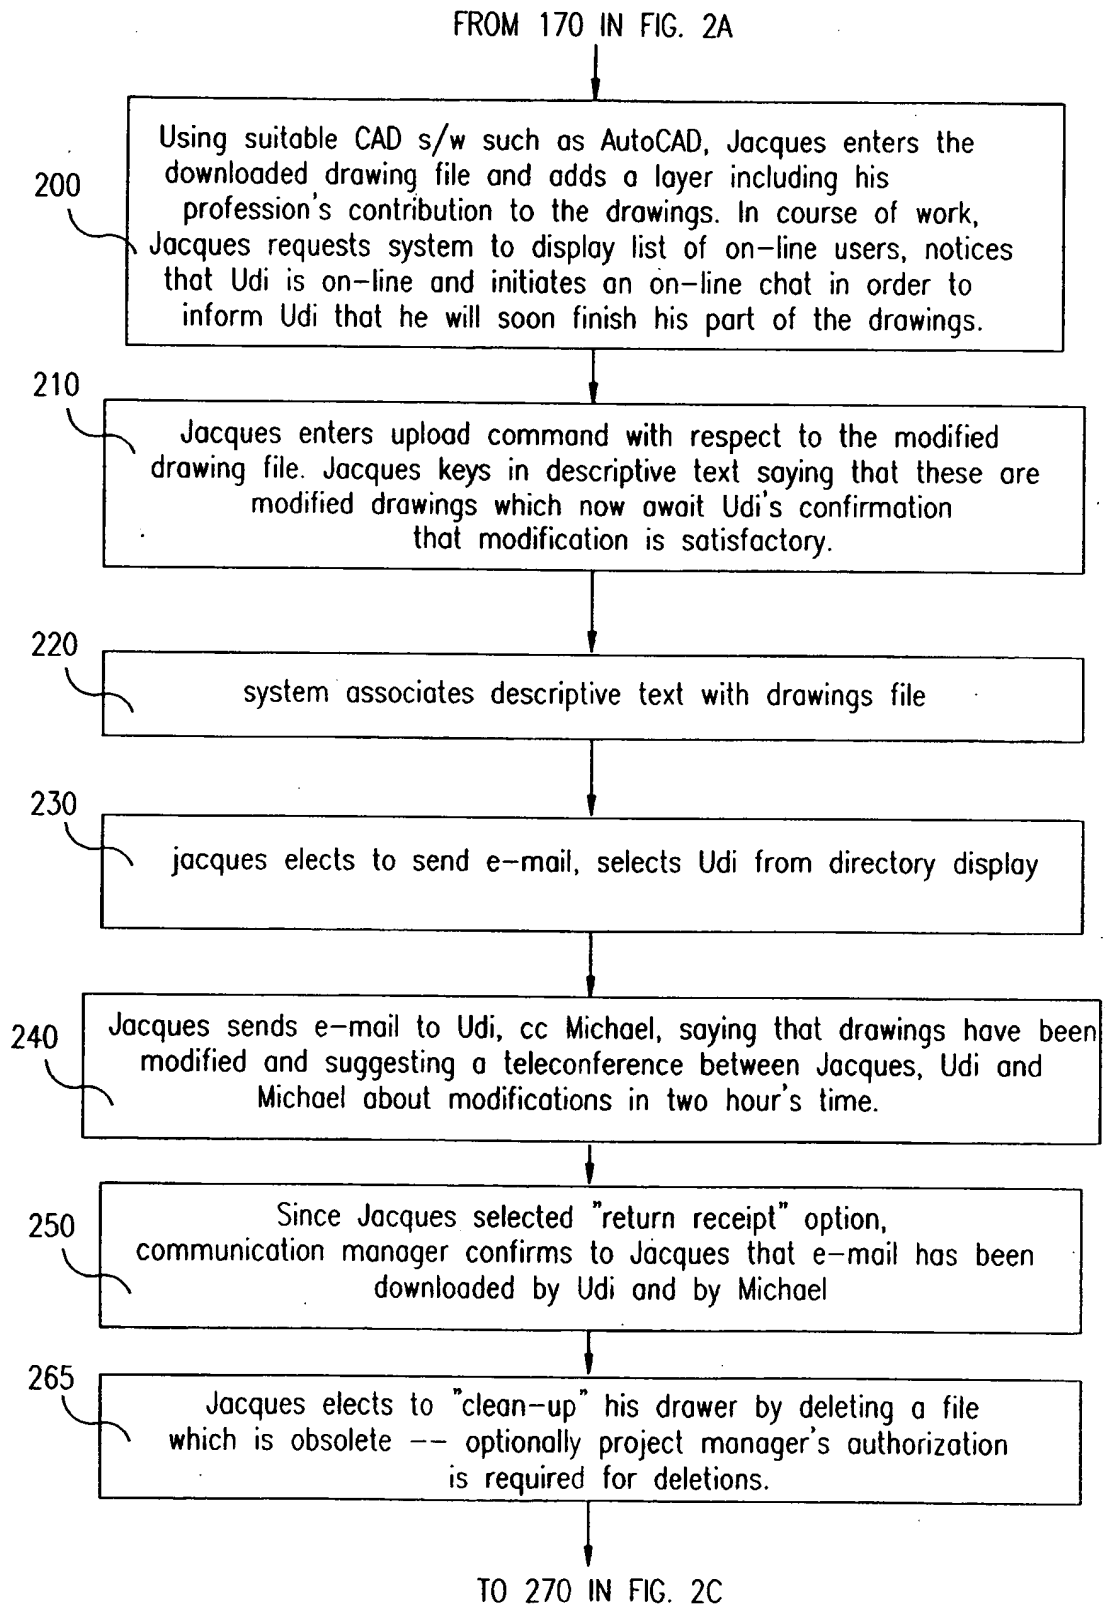 FROM 170 IN FIG. 2A
200
Using suitable CAD s/w such as AutoCAD, Jacques enters the
downloaded drawing file and adds a layer including his
profession's contribution to the drawings. In course of work,
Jacques requests system to display list of on-line users, notices
that Udi is on-line and initiates an on-line chat in order to
inform Udi that he will soon finish his part of the drawings.
210
Jacques enters upload command with respect to the modified
drawing file. Jacques keys in descriptive text saying that these are
modified drawings which now await Udi's confirmation
that modification is satisfactory.
220
system associates descriptive text with drawings file
230
jacques elects to send e-mail, selects Udi from directory display
240
Jacques sends e-mail to Udi, cc Michael, saying that drawings have been
modified and suggesting a teleconference between Jacques, Udi and
Michael about modifications in two hour's time.
250
Since Jacques selected "return receipt" option,
communication manager confirms to Jacques that e-mail has been
downloaded by Udi and by Michael
265
Jacques elects to "clean-up" his drawer by deleting a file
which is obsolete -- optionally project manager's authorization
is required for deletions.
TO 270 IN FIG. 2C